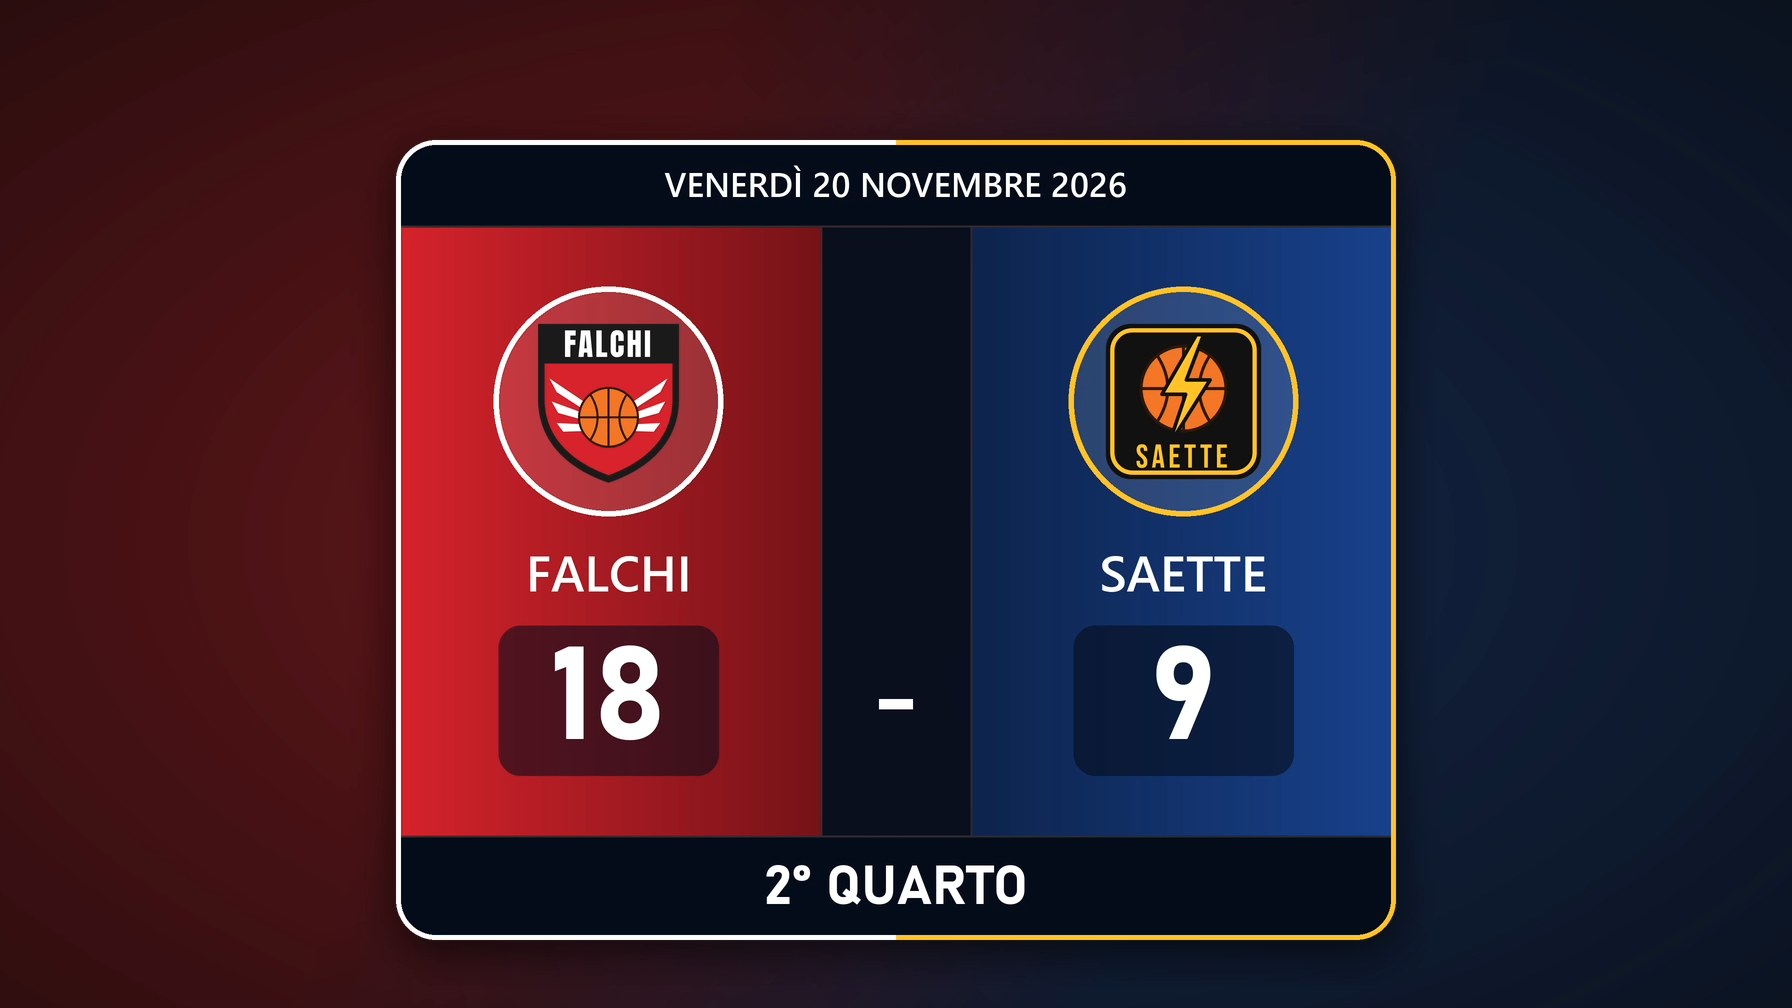 VENERDÌ 20 NOVEMBRE 2026
FALCHI
SAETTE
FALCHI
SAETTE
18 - 9
2° QUARTO